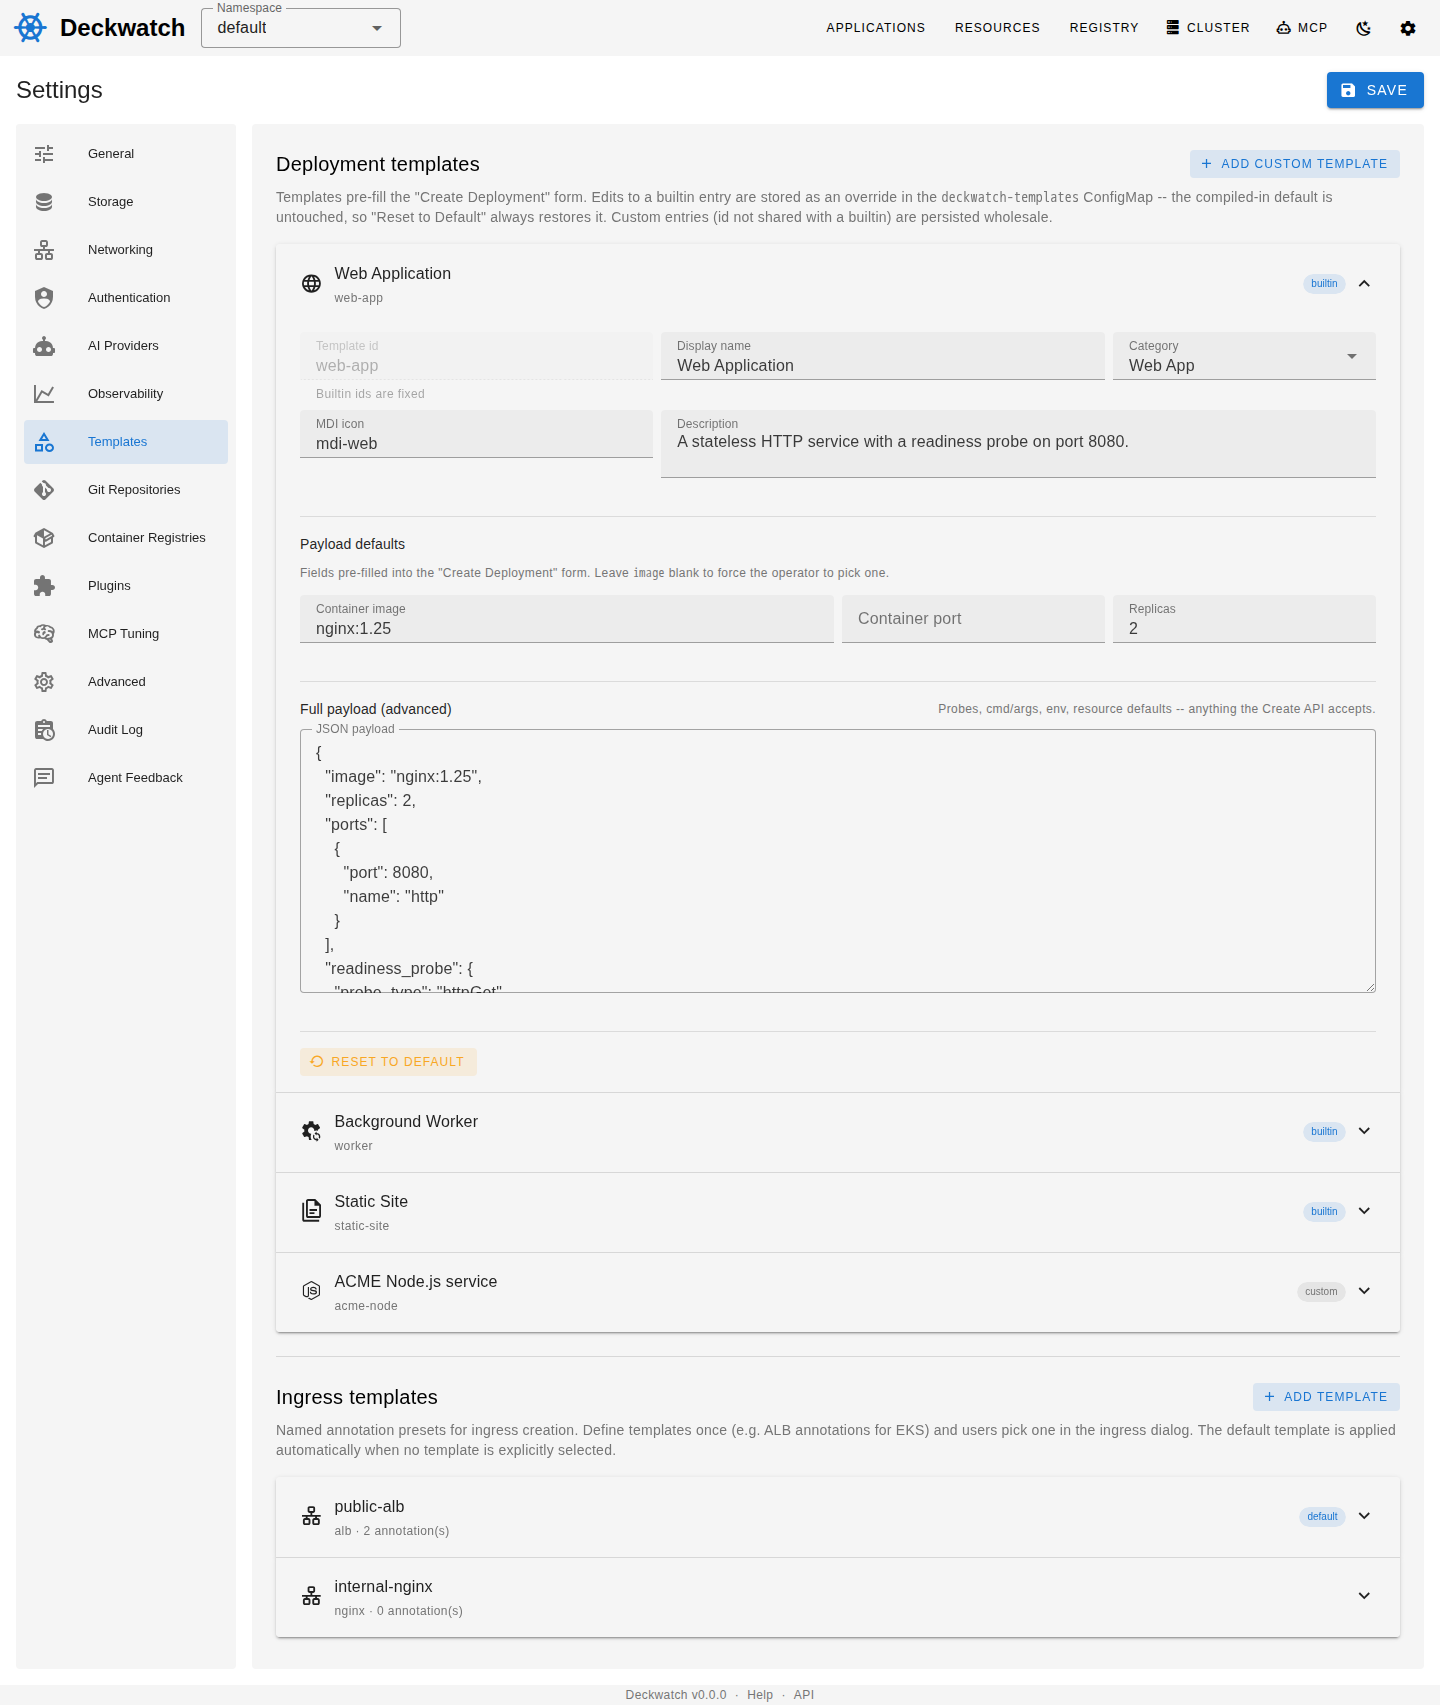 Deckwatch
Namespace
default
APPLICATIONS
RESOURCES
REGISTRY
CLUSTER
MCP
Settings
SAVE
General
Storage
Networking
Authentication
AI Providers
Observability
Templates
Git Repositories
Container Registries
Plugins
MCP Tuning
Advanced
Audit Log
Agent Feedback
Deployment templates
ADD CUSTOM TEMPLATE
Templates pre-fill the "Create Deployment" form. Edits to a builtin entry are stored as an override in the deckwatch-templates ConfigMap -- the compiled-in default is
untouched, so "Reset to Default" always restores it. Custom entries (id not shared with a builtin) are persisted wholesale.
Web Application
web-app
builtin
Template id
web-app
Builtin ids are fixed
Display name
Web Application
Category
Web App
MDI icon
mdi-web
Description
A stateless HTTP service with a readiness probe on port 8080.
Payload defaults
Fields pre-filled into the "Create Deployment" form. Leave image blank to force the operator to pick one.
Container image
nginx:1.25
Container port
Replicas
2
Full payload (advanced)
Probes, cmd/args, env, resource defaults -- anything the Create API accepts.
JSON payload
{
"image": "nginx:1.25",
"replicas": 2,
"ports": [
{
"port": 8080,
"name": "http"
}
],
"readiness_probe": {
"probe_type": "httpGet",
RESET TO DEFAULT
Background Worker
worker
builtin
Static Site
static-site
builtin
ACME Node.js service
acme-node
custom
Ingress templates
ADD TEMPLATE
Named annotation presets for ingress creation. Define templates once (e.g. ALB annotations for EKS) and users pick one in the ingress dialog. The default template is applied
automatically when no template is explicitly selected.
public-alb
alb · 2 annotation(s)
default
internal-nginx
nginx · 0 annotation(s)
Deckwatch v0.0.0 · Help · API